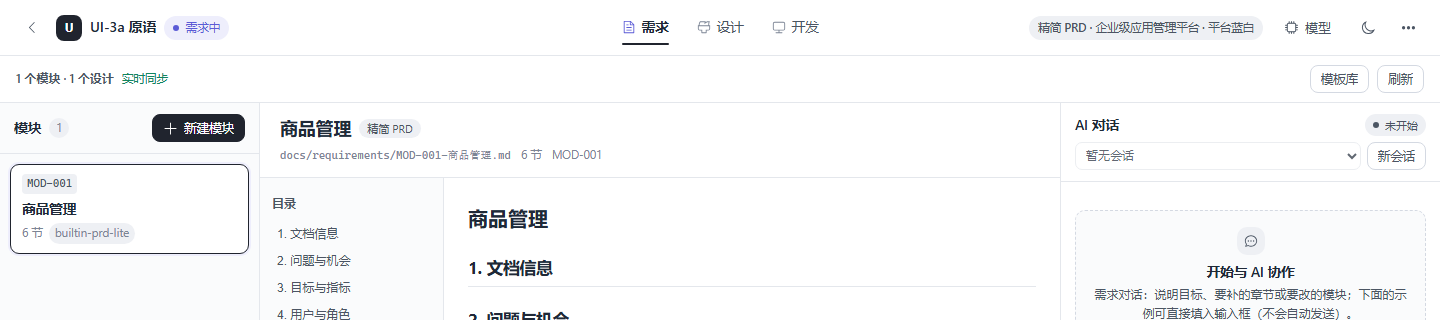 U UI-3a 原语 需求中 需求 设计 开发 精简 PRD · 企业级应用管理平台 · 平台蓝白 模型
1 个模块 · 1 个设计 实时同步 模板库 刷新
模块 1 新建模块
MOD-001
商品管理
6 节 builtin-prd-lite
商品管理 精简 PRD
docs/requirements/MOD-001-商品管理.md 6 节 MOD-001
目录
1. 文档信息
2. 问题与机会
3. 目标与指标
4. 用户与角色
商品管理
1. 文档信息
2. 问题与机会
AI 对话 未开始
暂无会话 新会话
开始与 AI 协作
需求对话：说明目标、要补的章节或要改的模块；下面的示
例可直接填入输入框（不会自动发送）。